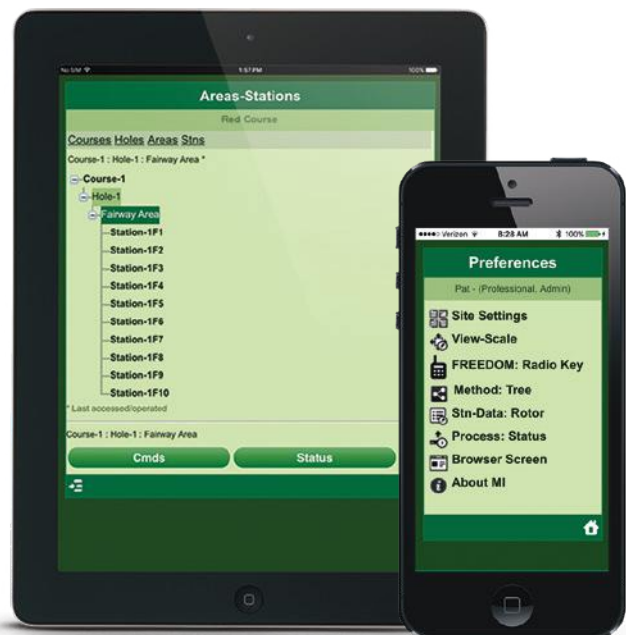 No SIM 1:57 PM 100%
Areas-Stations
Red Course
Courses Holes Areas Stns
Course-1 : Hole-1 : Fairway Area *
Course-1
Hole-1
Fairway Area
Station-1F1
Station-1F2
Station-1F3
Station-1F4
Station-1F5
Station-1F6
Station-1F7
Station-1F8
Station-1F9
Station-1F10
* Last accessed/operated
Course-1 : Hole-1 : Fairway Area
Cmds Status
Verizon 8:28 AM 100%
Preferences
Pat - (Professional. Admin)
Site Settings
View-Scale
FREEDOM: Radio Key
Method: Tree
Stn-Data: Rotor
Process: Status
Browser Screen
About MI